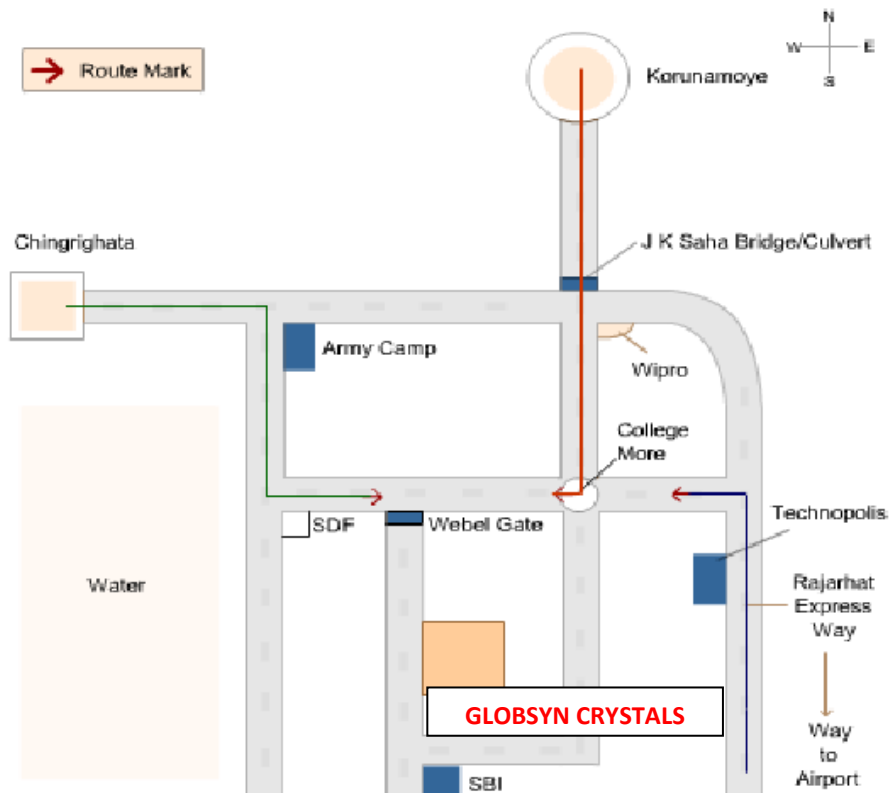 N
W E
S
Route Mark
Korunamoye
Chingrighata
J K Saha Bridge/Culvert
Army Camp
Wipro
College
More
Technopolis
SDF
Webel Gate
Water
Rajarhat
Express
Way
GLOBSYN CRYSTALS
Way
to
Airport
SBI